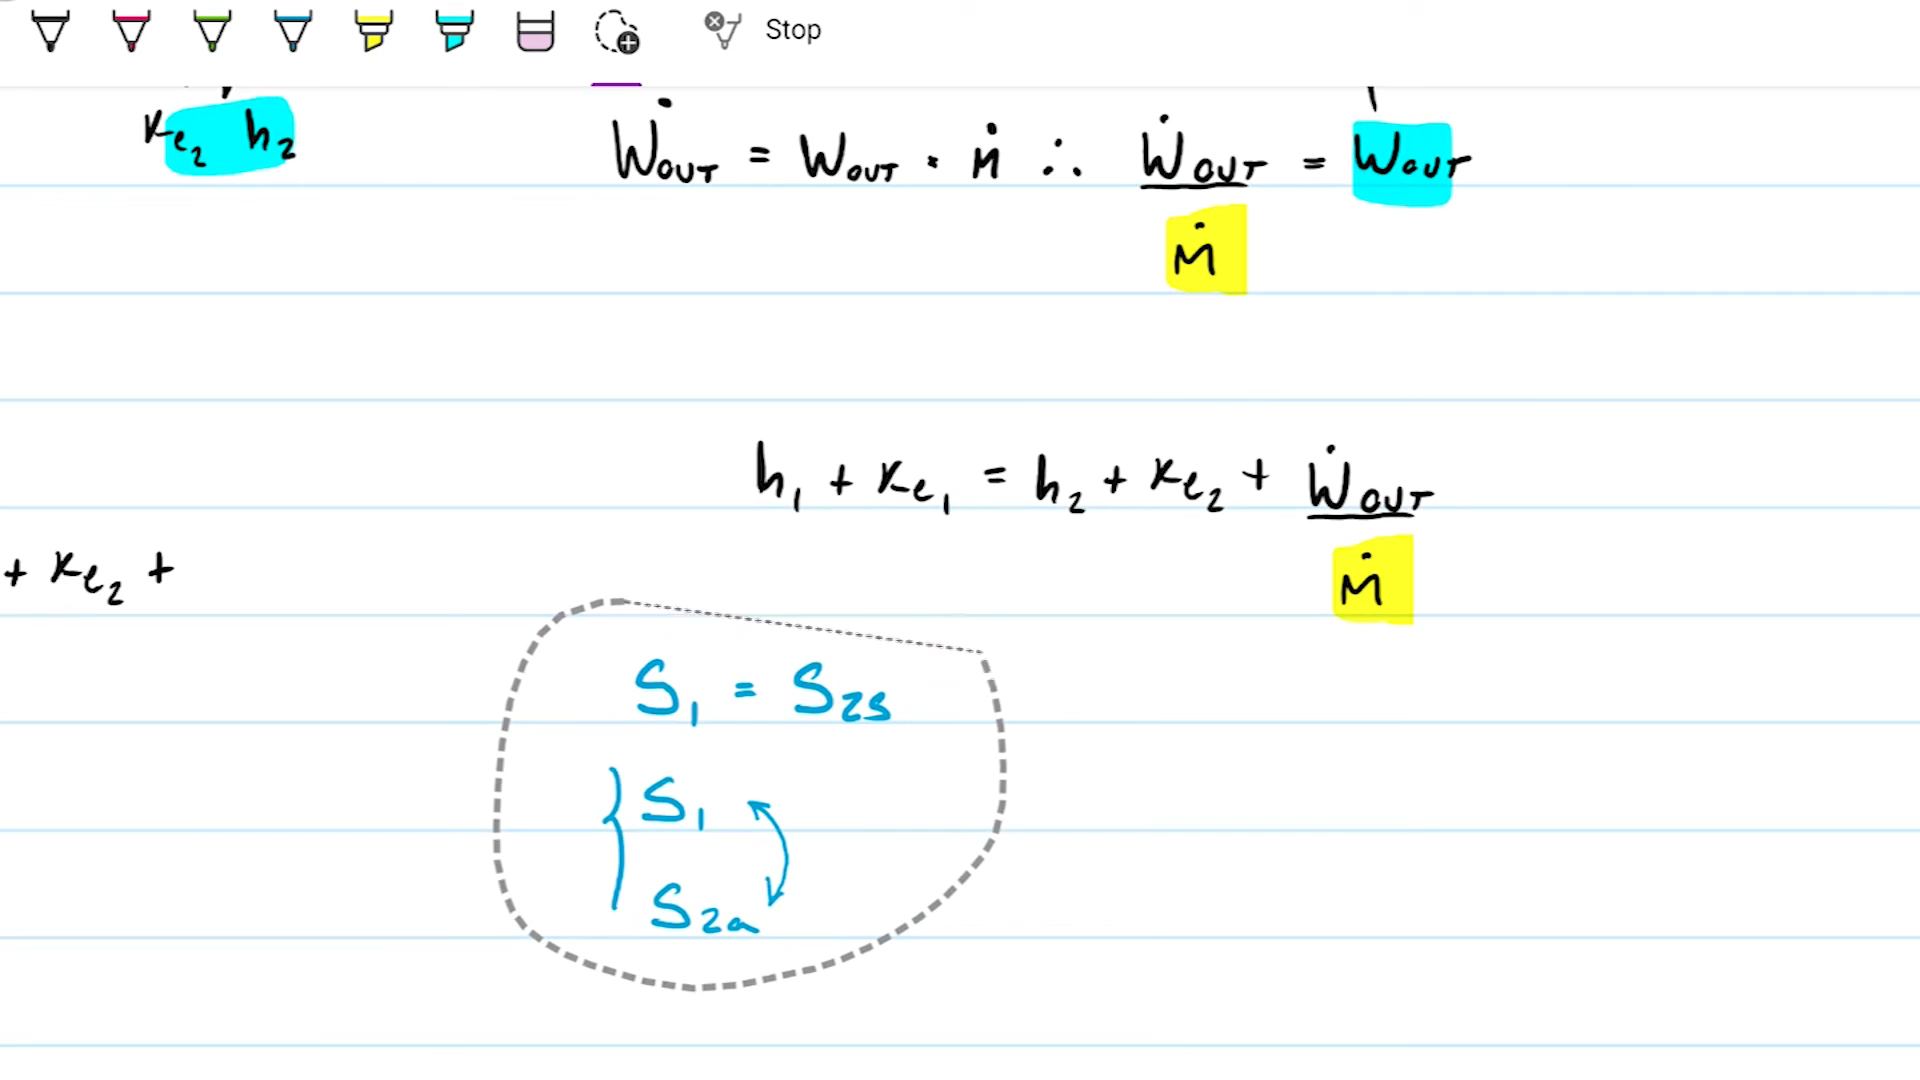 Stop
Ke₂ h₂
Ẇout = Wout · ṁ ∴ Ẇout = Wout
ṁ
h₁ + Ke₁ = h₂ + Ke₂ + Ẇout
ṁ
+ Ke₂ +
S₁ = S₂s
S₁
S₂a